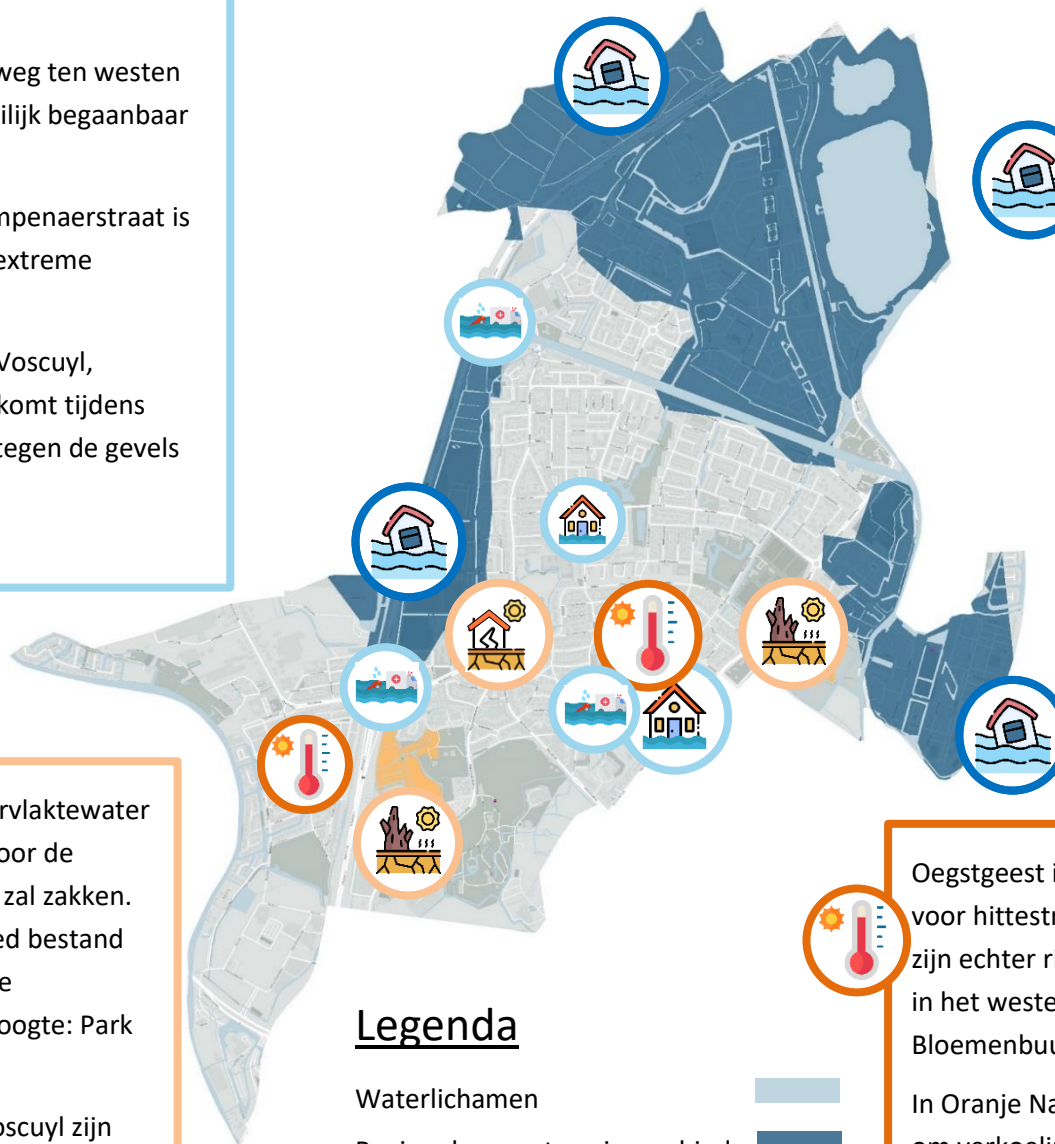 weg ten westen
ilijk begaanbaar
mpenaerstraat is
extreme
Voscuyl,
komt tijdens
tegen de gevels
rvlaktewater
oor de
zal zakken.
ed bestand
e
oogte: Park
oscuyl zijn
Legenda
Waterlichamen
Oegstgeest i
voor hittestr
zijn echter r
in het weste
Bloemenbuu
In Oranje Na